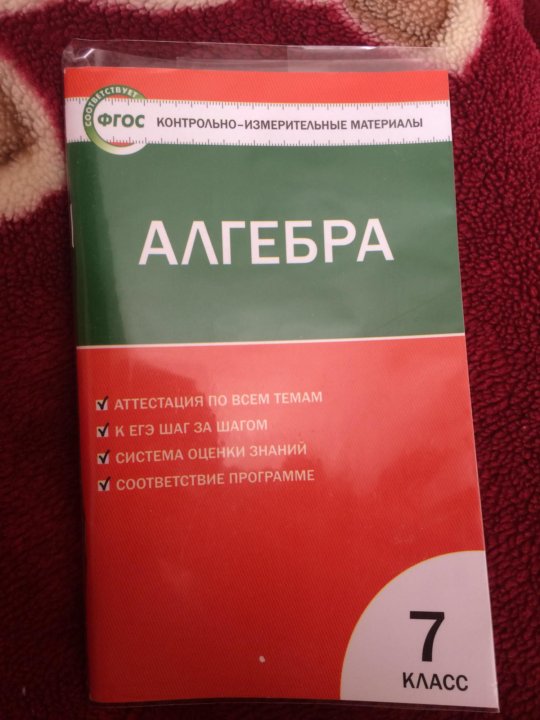 СООТВЕТСТВУЕТ
ФГОС
КОНТРОЛЬНО-ИЗМЕРИТЕЛЬНЫЕ МАТЕРИАЛЫ
АЛГЕБРА
АТТЕСТАЦИЯ ПО ВСЕМ ТЕМАМ
К ЕГЭ ШАГ ЗА ШАГОМ
СИСТЕМА ОЦЕНКИ ЗНАНИЙ
СООТВЕТСТВИЕ ПРОГРАММЕ
7
КЛАСС